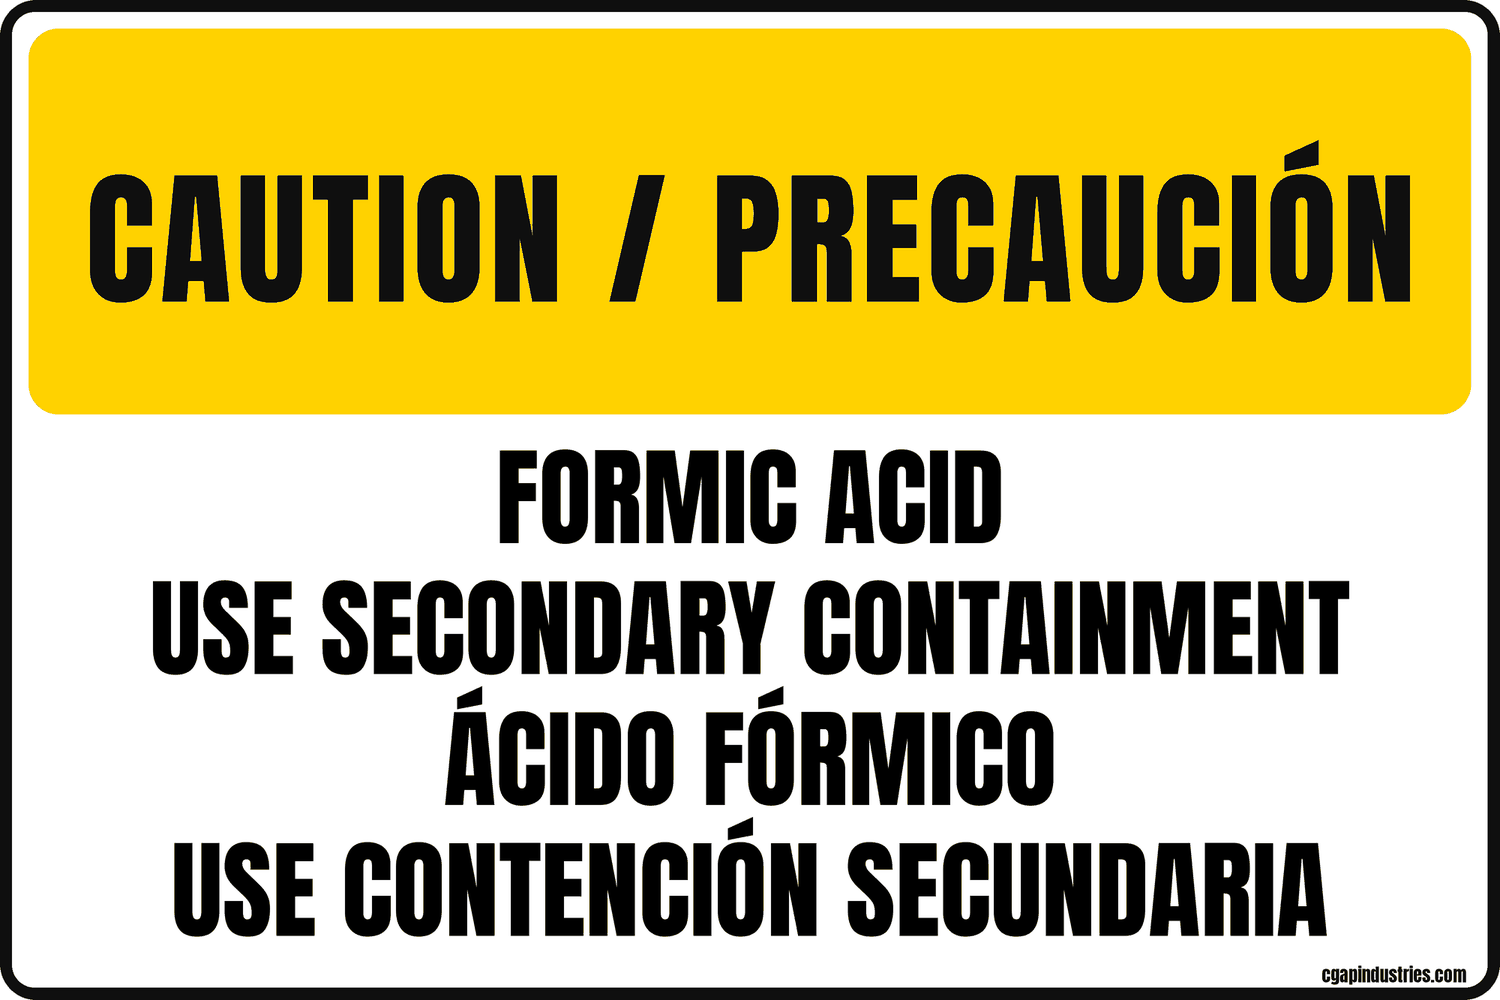 CAUTION / PRECAUCIÓN
FORMIC ACID
USE SECONDARY CONTAINMENT
ÁCIDO FÓRMICO
USE CONTENCIÓN SECUNDARIA
cgapindustries.com